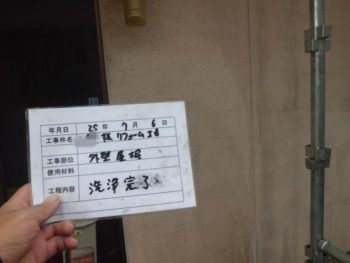 年月日 25年 7月 6日
工事件名 様 リフォーム工事
工事部位 外壁屋根
使用材料
工程内容 洗浄完了